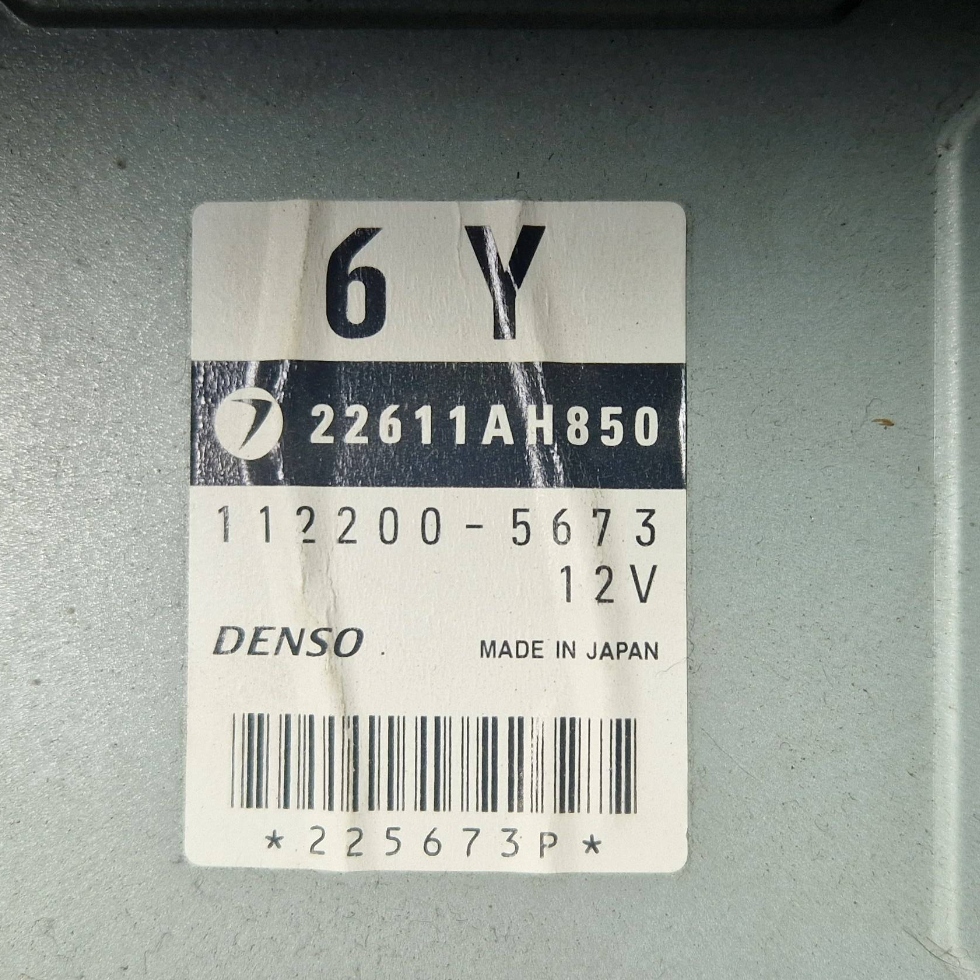 6 Y
22611AH850
112200-5673
12V
DENSO MADE IN JAPAN
*225673P*